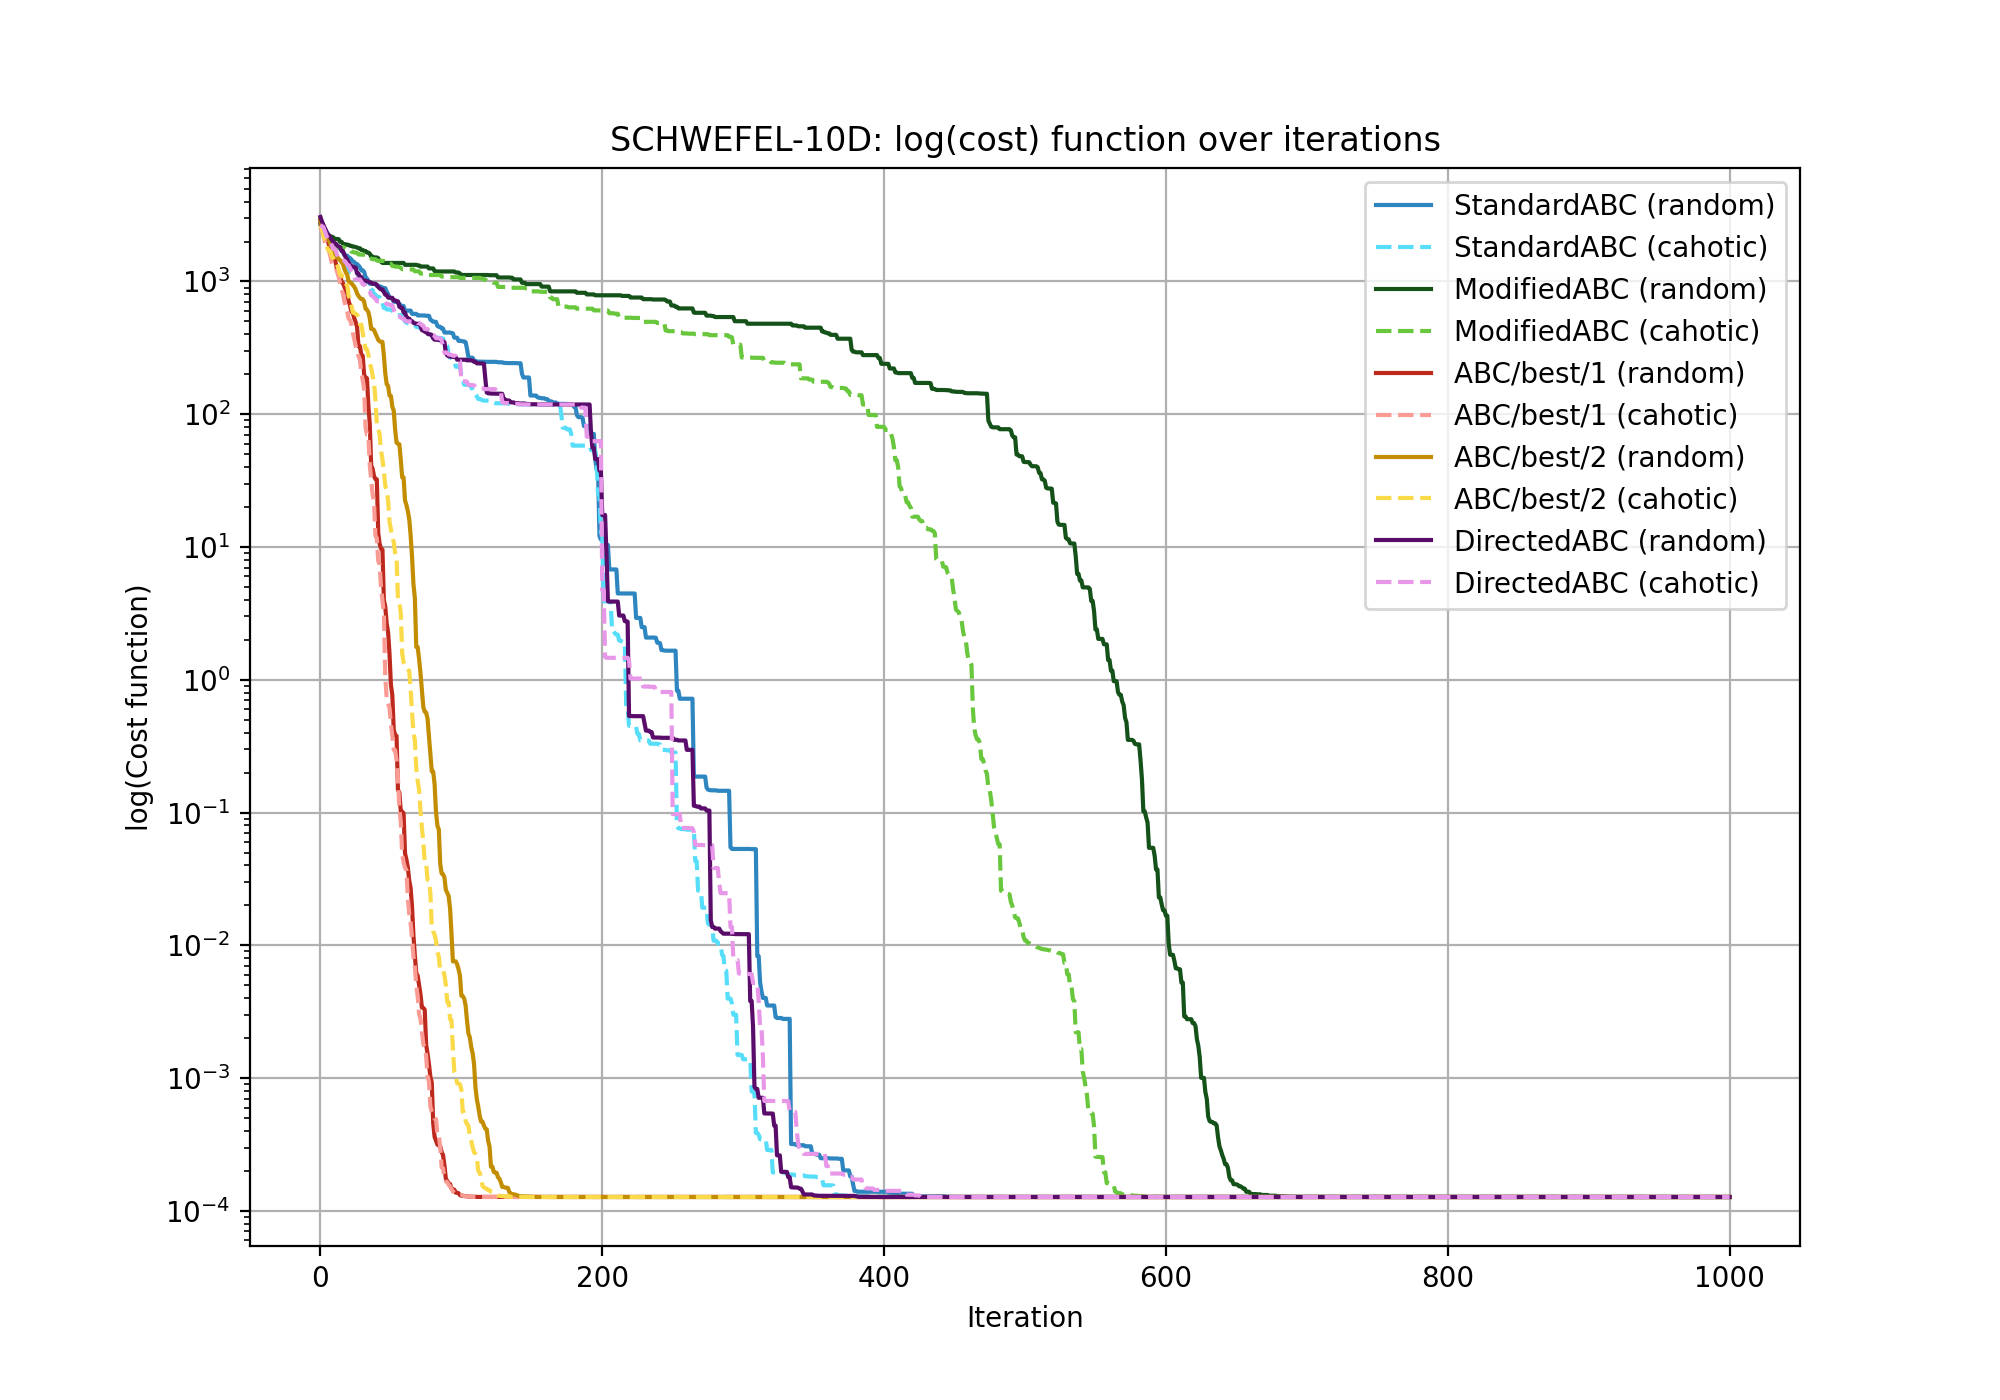 SCHWEFEL-10D: log(cost) function over iterations
StandardABC (random)
StandardABC (cahotic)
ModifiedABC (random)
ModifiedABC (cahotic)
ABC/best/1 (random)
ABC/best/1 (cahotic)
ABC/best/2 (random)
ABC/best/2 (cahotic)
DirectedABC (random)
DirectedABC (cahotic)
log(Cost function)
10³
10²
10¹
10⁰
10⁻¹
10⁻²
10⁻³
10⁻⁴
0 200 400 600 800 1000
Iteration